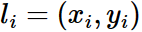 l_i = (x_i, y_i)